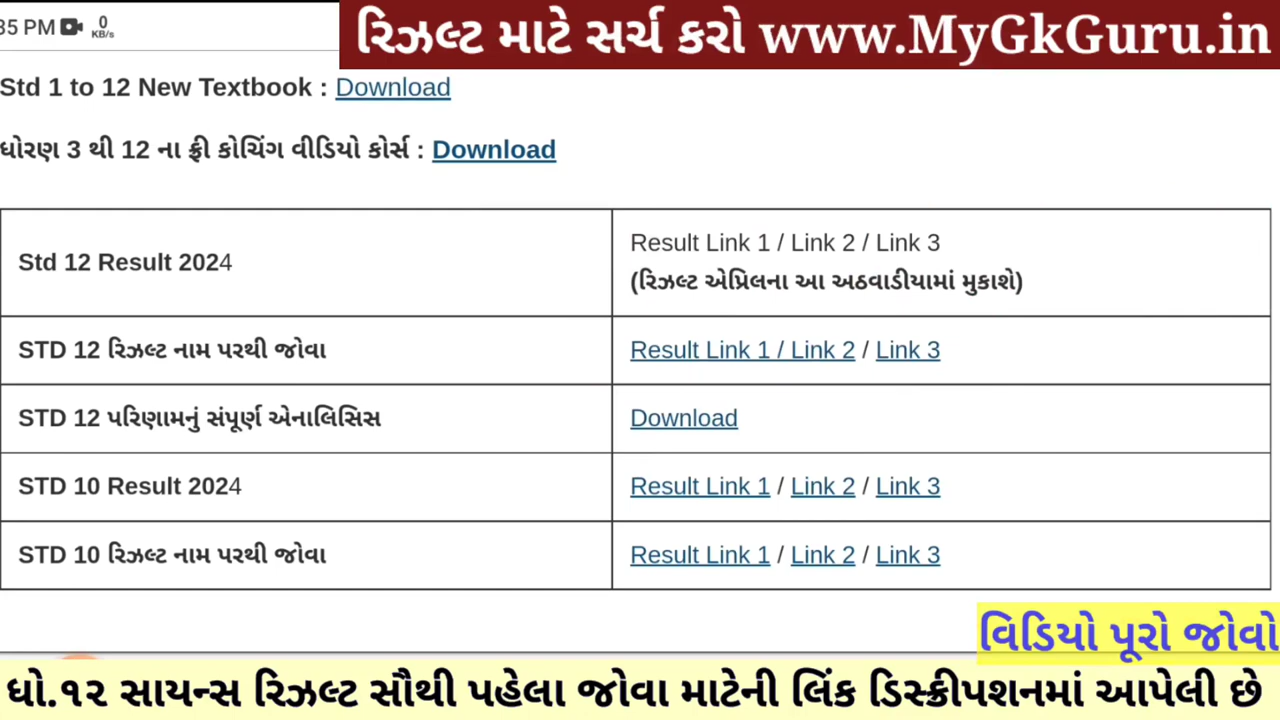 35 PM 0 KB/s
રિઝલ્ટ માટે સર્ચ કરો www.MyGkGuru.in
Std 1 to 12 New Textbook : Download
ધોરણ 3 થી 12 ના ફ્રી કોચિંગ વીડિયો કોર્સ : Download
Std 12 Result 2024
Result Link 1 / Link 2 / Link 3
(રિઝલ્ટ એપ્રિલના આ અઠવાડીયામાં મુકાશે)
STD 12 રિઝલ્ટ નામ પરથી જોવા
Result Link 1 / Link 2 / Link 3
STD 12 પરિણામનું સંપૂર્ણ એનાલિસિસ
Download
STD 10 Result 2024
Result Link 1 / Link 2 / Link 3
STD 10 રિઝલ્ટ નામ પરથી જોવા
Result Link 1 / Link 2 / Link 3
વિડિયો પૂરો જોવો
ધો.૧૨ સાયન્સ રિઝલ્ટ સૌથી પહેલા જોવા માટેની લિંક ડિસ્ક્રીપશનમાં આપેલી છે